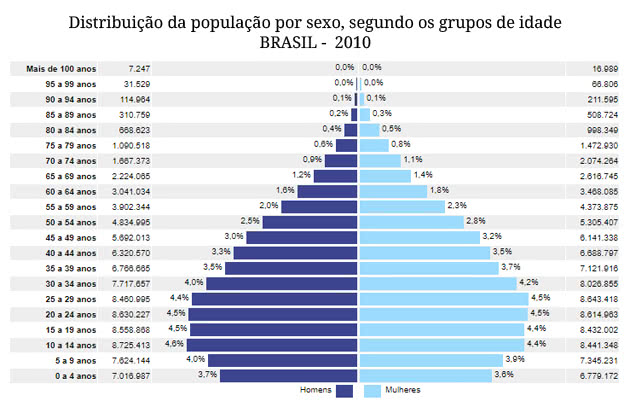 Distribuição da população por sexo, segundo os grupos de idade
BRASIL - 2010
Mais de 100 anos 7.247 0,0% 0,0% 16.989
95 a 99 anos 31.529 0,0% 0,0% 66.806
90 a 94 anos 114.964 0,1% 0,1% 211.595
85 a 89 anos 310.759 0,2% 0,3% 508.724
80 a 84 anos 668.623 0,4% 0,5% 998.349
75 a 79 anos 1.090.518 0,6% 0,8% 1.472.930
70 a 74 anos 1.667.373 0,9% 1,1% 2.074.264
65 a 69 anos 2.224.065 1,2% 1,4% 2.616.745
60 a 64 anos 3.041.034 1,6% 1,8% 3.468.085
55 a 59 anos 3.902.344 2,0% 2,3% 4.373.875
50 a 54 anos 4.834.995 2,5% 2,8% 5.305.407
45 a 49 anos 5.692.013 3,0% 3,2% 6.141.338
40 a 44 anos 6.320.570 3,3% 3,5% 6.688.797
35 a 39 anos 6.766.665 3,5% 3,7% 7.121.916
30 a 34 anos 7.717.657 4,0% 4,2% 8.026.855
25 a 29 anos 8.460.995 4,4% 4,5% 8.643.418
20 a 24 anos 8.630.227 4,5% 4,5% 8.614.963
15 a 19 anos 8.558.868 4,5% 4,4% 8.432.002
10 a 14 anos 8.725.413 4,6% 4,4% 8.441.348
5 a 9 anos 7.624.144 4,0% 3,9% 7.345.231
0 a 4 anos 7.016.987 3,7% 3,6% 6.779.172
Homens Mulheres